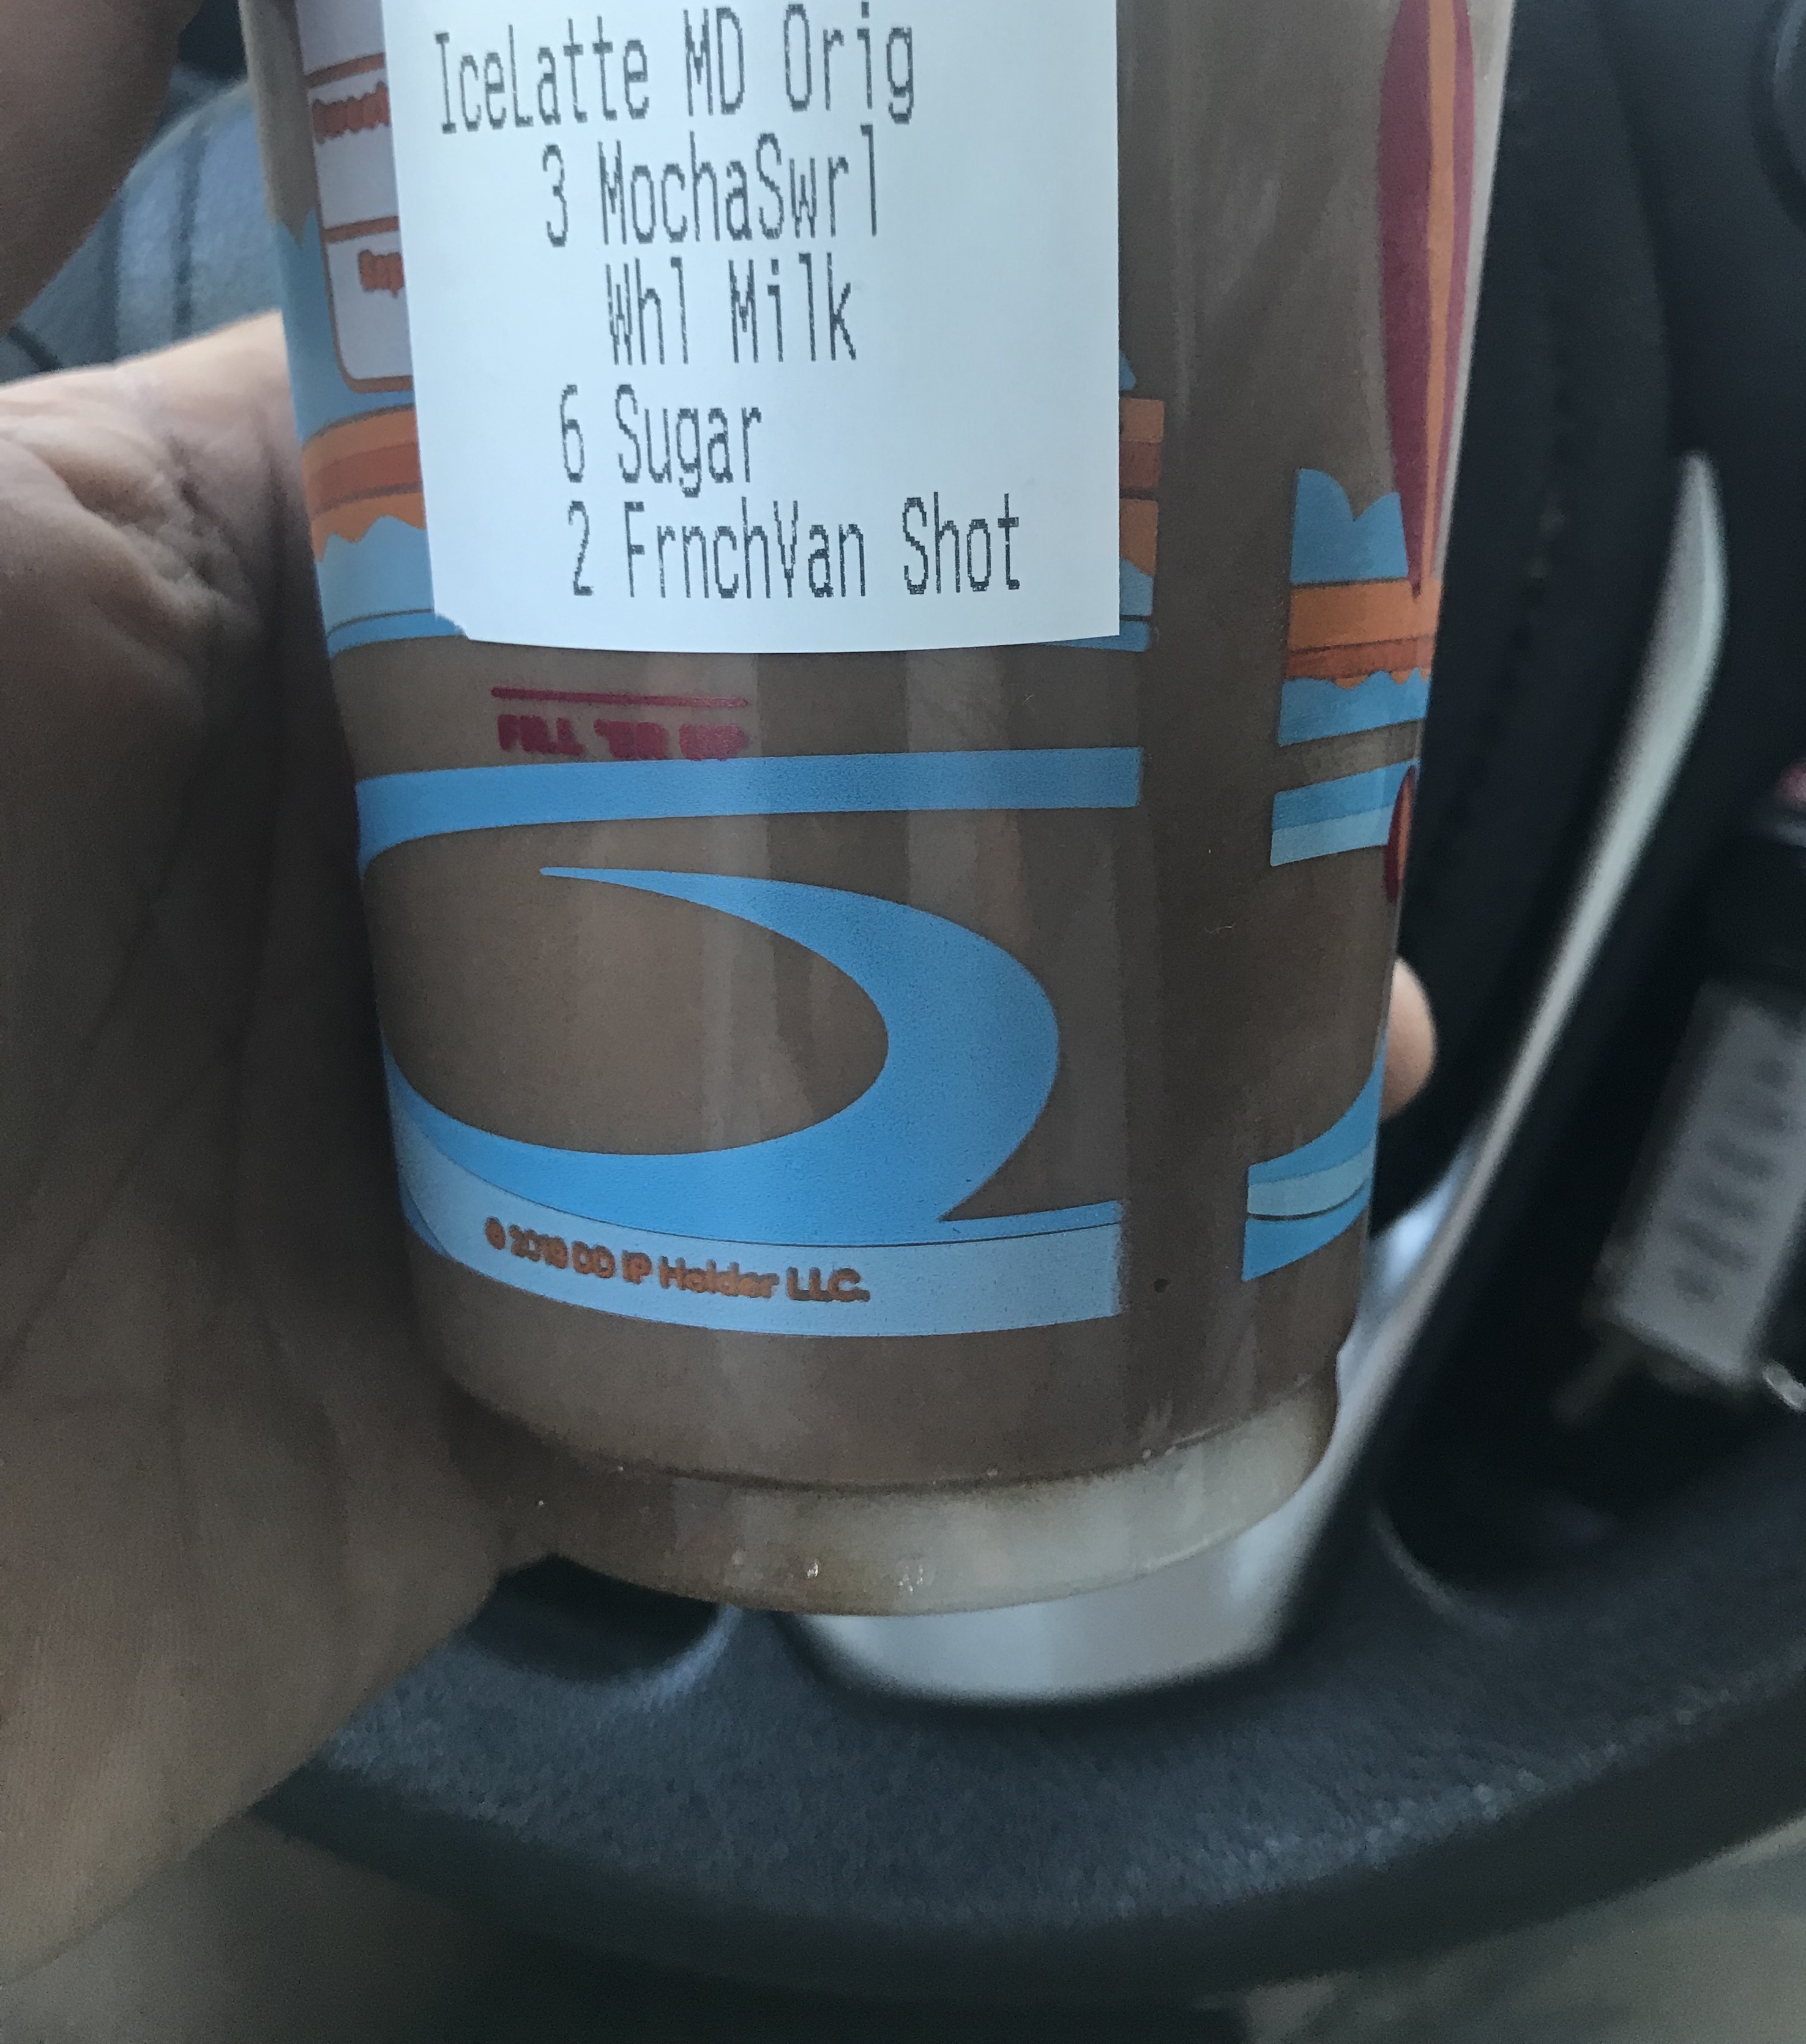 IceLatte MD Orig
3 MochaSwrl
Whl Milk
6 Sugar
2 FrnchVan Shot
FILL 'ER UP
© 2018 DD IP Holder LLC.